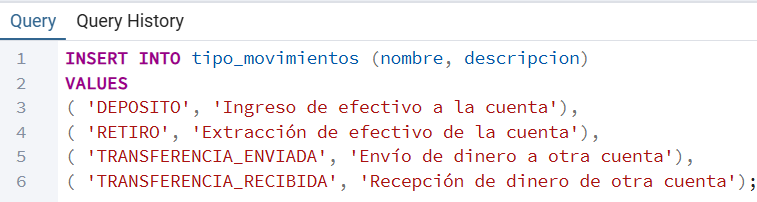 Query Query History
1 INSERT INTO tipo_movimientos (nombre, descripcion)
2 VALUES
3 ( 'DEPOSITO', 'Ingreso de efectivo a la cuenta'),
4 ( 'RETIRO', 'Extracción de efectivo de la cuenta'),
5 ( 'TRANSFERENCIA_ENVIADA', 'Envío de dinero a otra cuenta'),
6 ( 'TRANSFERENCIA_RECIBIDA', 'Recepción de dinero de otra cuenta');